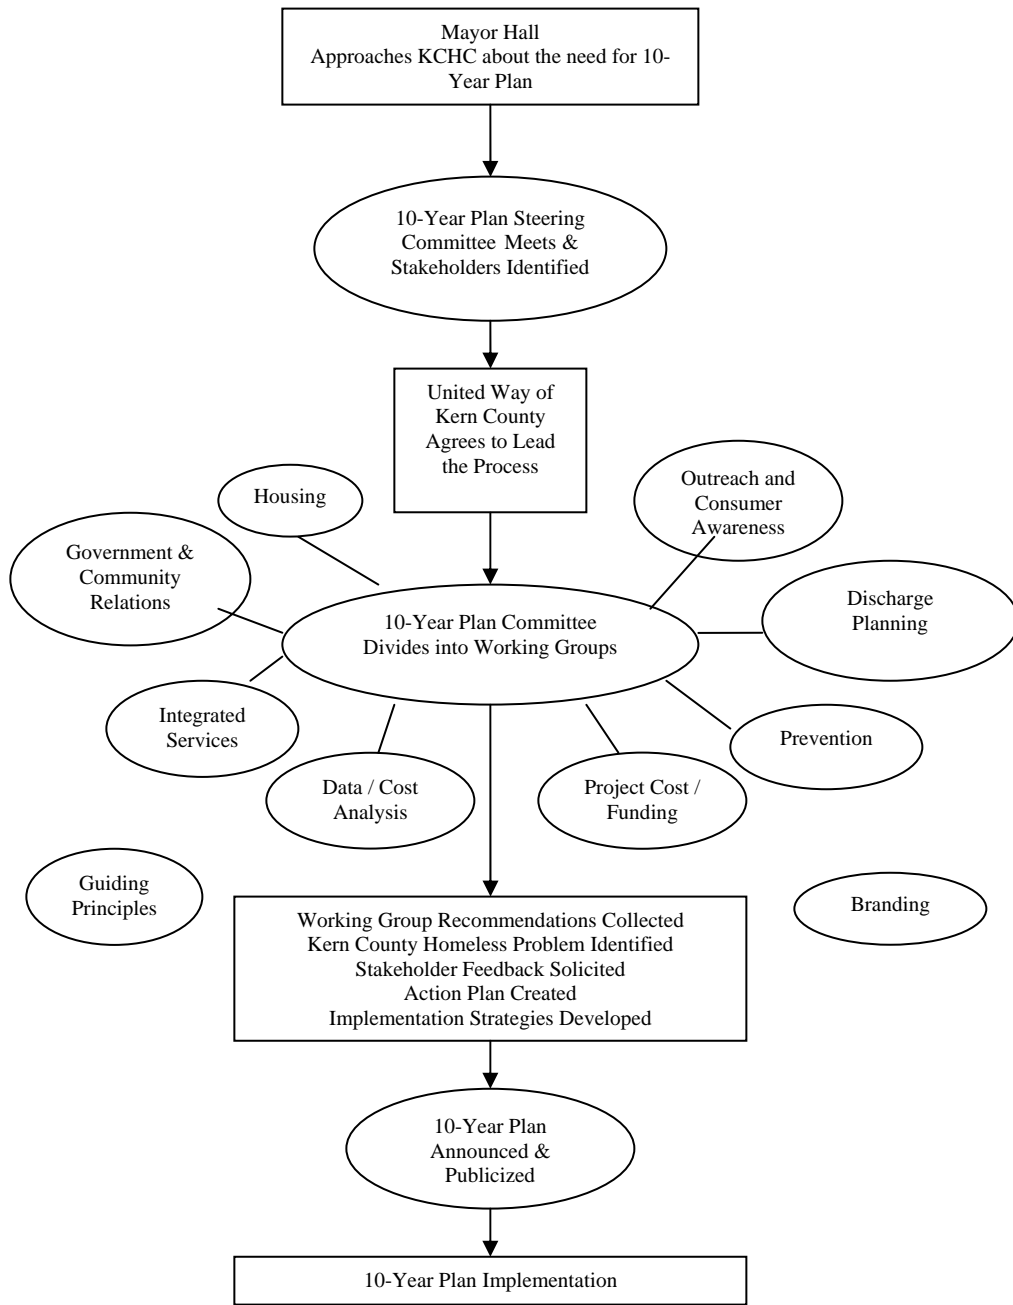 Mayor Hall
Approaches KCHC about the need for 10-
Year Plan
10-Year Plan Steering
Committee Meets &
Stakeholders Identified
United Way of
Kern County
Agrees to Lead
the Process
Housing
Outreach and
Consumer
Awareness
Government &
Community
Relations
Discharge
Planning
10-Year Plan Committee
Divides into Working Groups
Integrated
Services
Prevention
Data / Cost
Analysis
Project Cost /
Funding
Guiding
Principles
Branding
Working Group Recommendations Collected
Kern County Homeless Problem Identified
Stakeholder Feedback Solicited
Action Plan Created
Implementation Strategies Developed
10-Year Plan
Announced &
Publicized
10-Year Plan Implementation